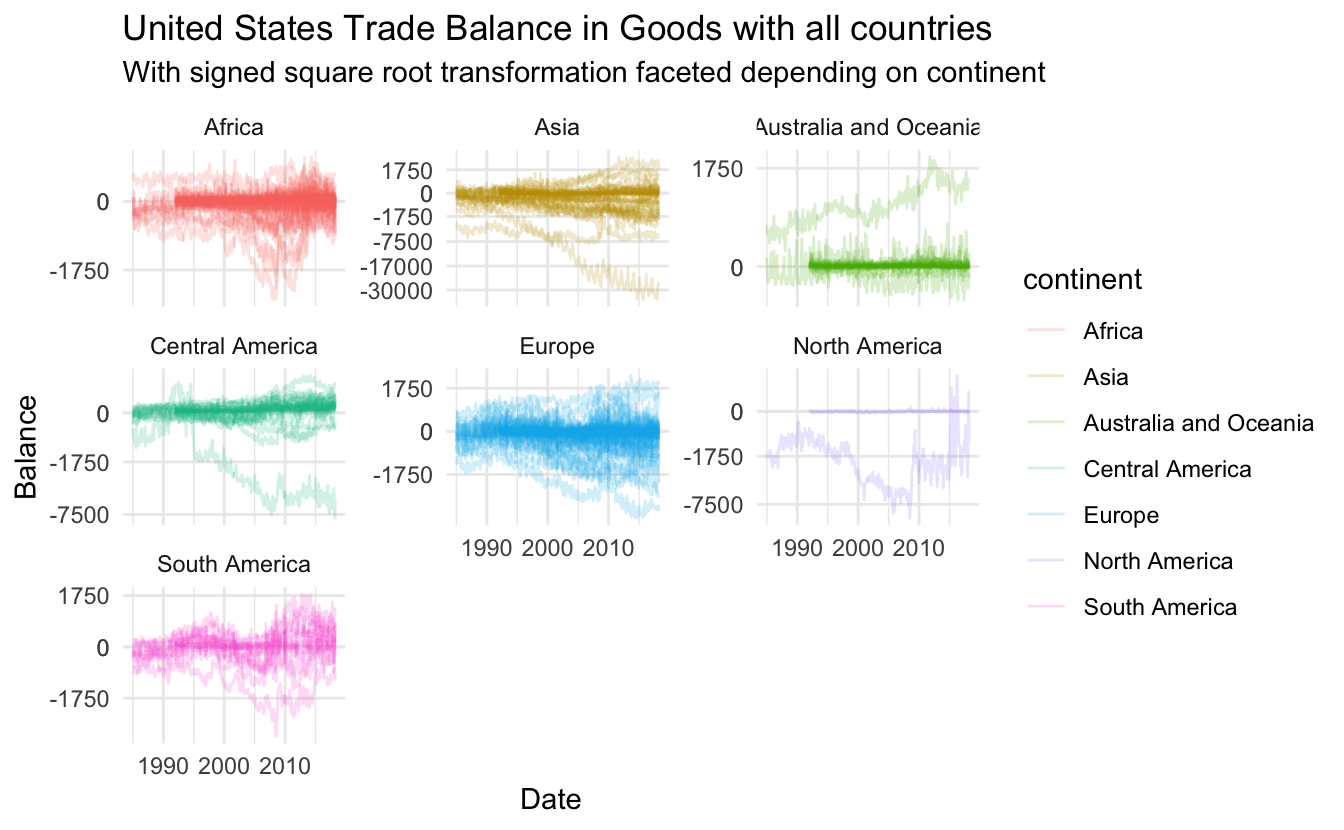 United States Trade Balance in Goods with all countries
With signed square root transformation faceted depending on continent
Africa
0
-1750
Asia
1750
0
-1750
-7500
-17000
-30000
Australia and Oceania
1750
0
Central America
0
-1750
-7500
Europe
1750
0
-1750
1990 2000 2010
North America
0
-1750
-7500
1990 2000 2010
South America
1750
0
-1750
1990 2000 2010
Balance
Date
continent
Africa
Asia
Australia and Oceania
Central America
Europe
North America
South America